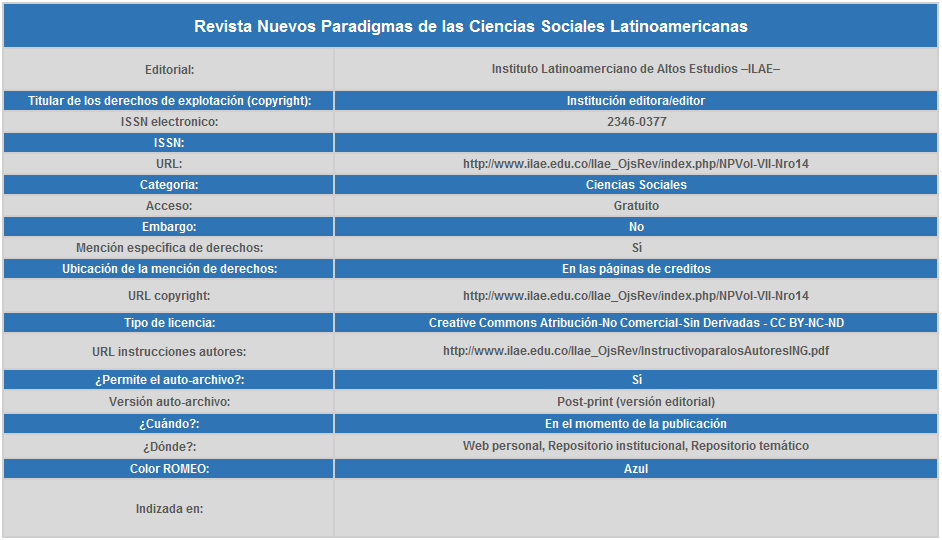 Revista Nuevos Paradigmas de las Ciencias Sociales Latinoamericanas
Editorial: Instituto Latinoamerciano de Altos Estudios –ILAE–
Titular de los derechos de explotación (copyright): Institución editora/editor
ISSN electronico: 2346-0377
ISSN:
URL: http://www.ilae.edu.co/Ilae_OjsRev/index.php/NPVol-VII-Nro14
Categoria: Ciencias Sociales
Acceso: Gratuito
Embargo: No
Mención específica de derechos: Sì
Ubicación de la mención de derechos: En las páginas de creditos
URL copyright: http://www.ilae.edu.co/Ilae_OjsRev/index.php/NPVol-VII-Nro14
Tipo de licencia: Creative Commons Atribución-No Comercial-Sin Derivadas - CC BY-NC-ND
URL instrucciones autores: http://www.ilae.edu.co/Ilae_OjsRev/InstructivoparalosAutoresING.pdf
¿Permite el auto-archivo?: Sì
Versión auto-archivo: Post-print (versión editorial)
¿Cuándo?: En el momento de la publicación
¿Dónde?: Web personal, Repositorio institucional, Repositorio temático
Color ROMEO: Azul
Indizada en: